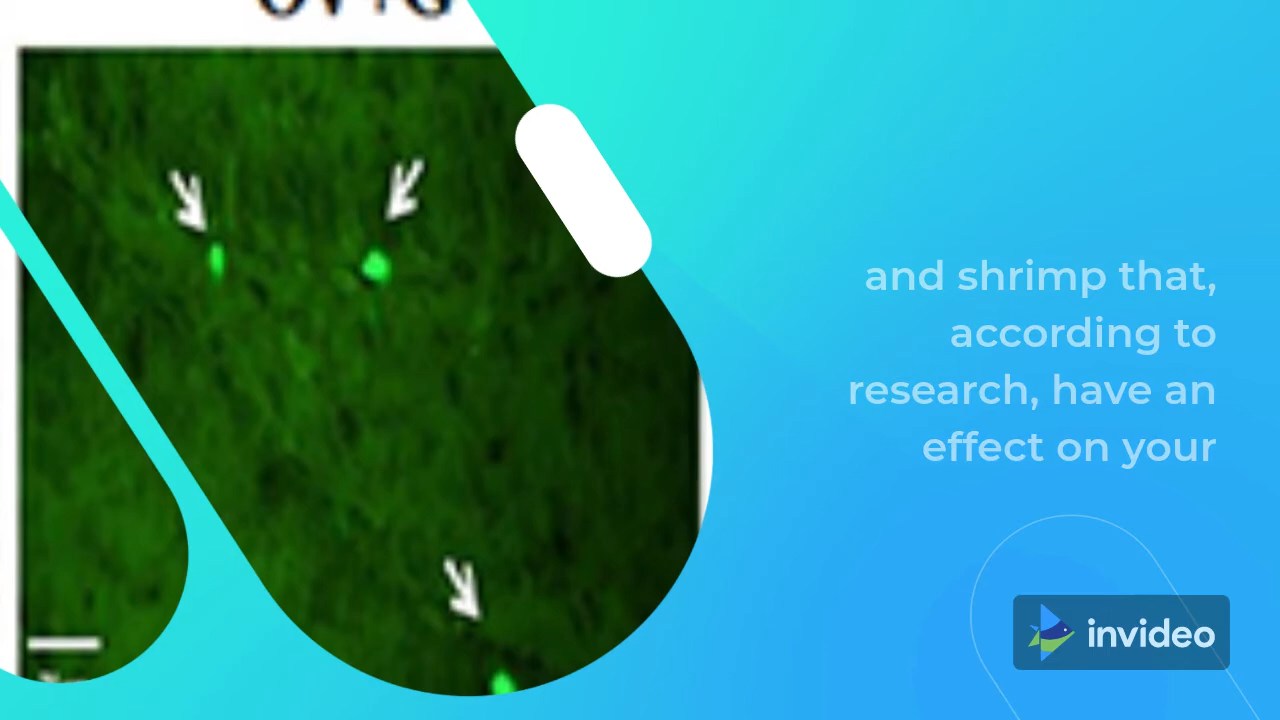 and shrimp that,
according to
research, have an
effect on your
invideo